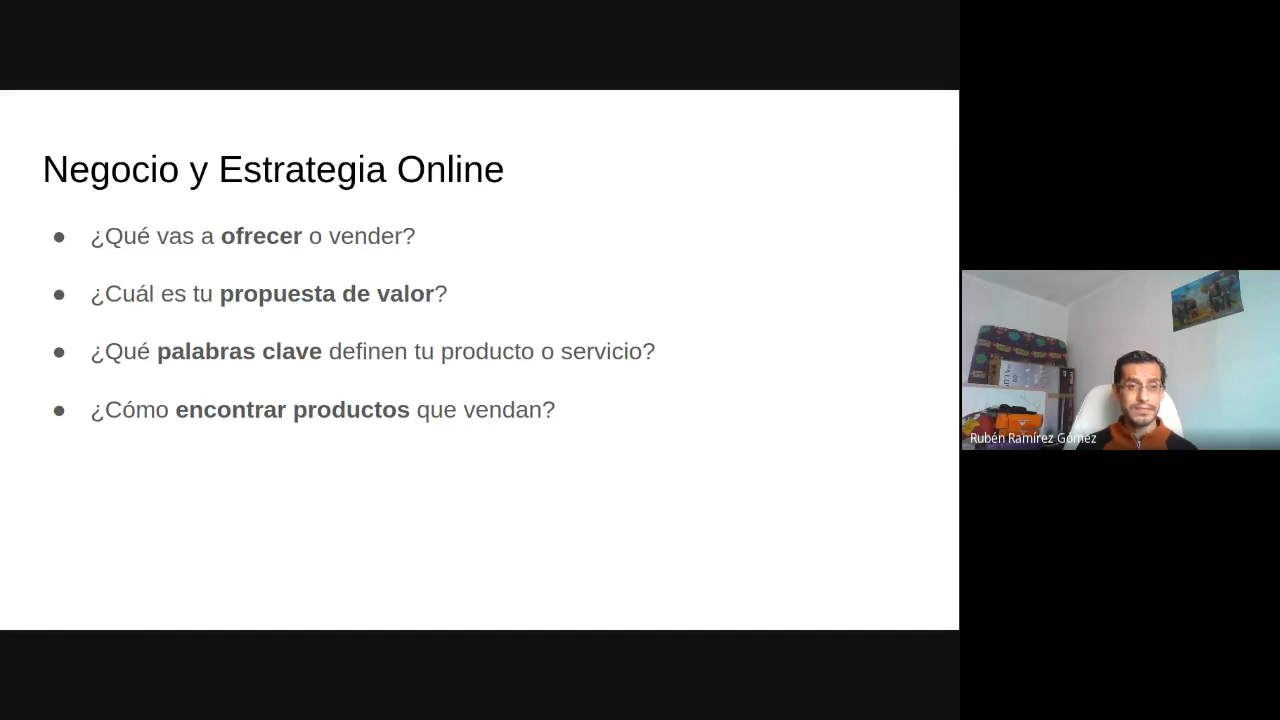 Negocio y Estrategia Online
● ¿Qué vas a ofrecer o vender?
● ¿Cuál es tu propuesta de valor?
● ¿Qué palabras clave definen tu producto o servicio?
● ¿Cómo encontrar productos que vendan?
Rubén Ramírez Gómez